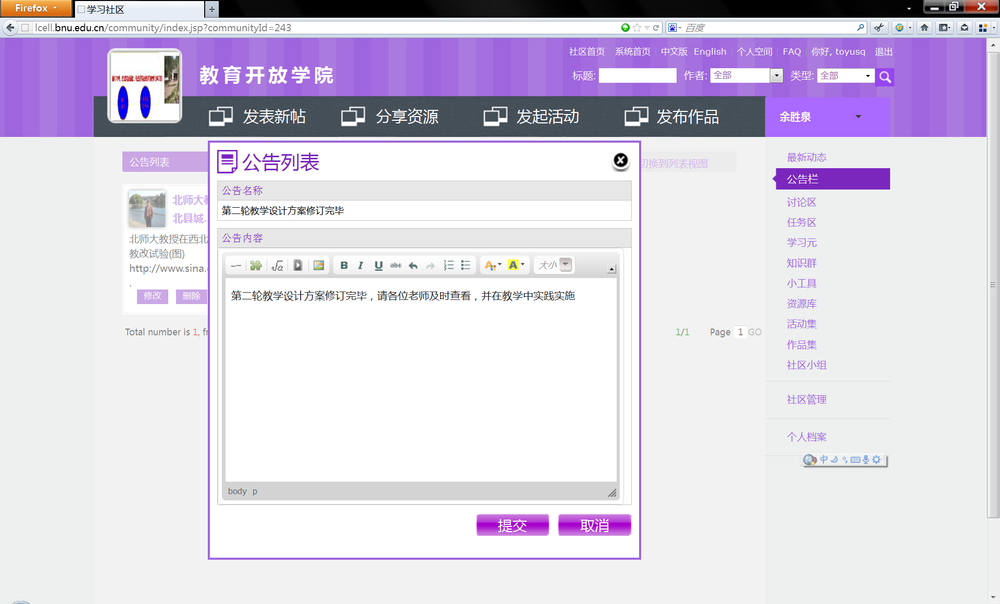 Firefox
学习社区
lcell.bnu.edu.cn/community/index.jsp?communityId=243
百度
社区首页 系统首页 中文版 English 个人空间 FAQ 你好, toyusq 退出
教育开放学院
标题: 作者: 全部 类型: 全部
发表新帖 分享资源 发起活动 发布作品 余胜泉
公告列表
公告列表
切换到列表视图
最新动态
公告栏
讨论区
任务区
学习元
知识群
小工具
资源库
活动集
作品集
社区小组
社区管理
个人档案
公告名称
第二轮教学设计方案修订完毕
公告内容
B I U abc A A 大小
第二轮教学设计方案修订完毕，请各位老师及时查看，并在教学中实践实施
body p
提交 取消
北师大
北县城.
北师大教授在西北
教改试验(图)
http://www.sina.
.
修改 删除
Total number is 1, fr
1/1 Page 1 GO
拼 中